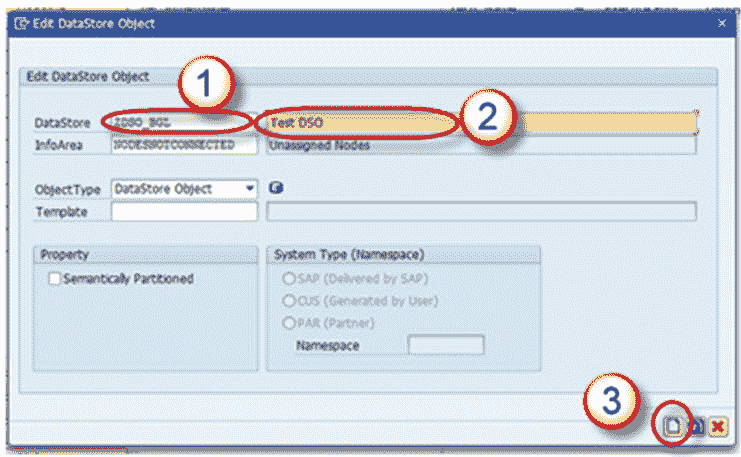 Edit DataStore Object
Edit DataStore Object
1
2
DataStore ZDSO_BGL Test DSO
InfoArea NODESNOTCONNECTED Unassigned Nodes
ObjectType DataStore Object
Template
Property
System Type (Namespace)
Semantically Partitioned
SAP (Delivered by SAP)
CUS (Generated by User)
PAR (Partner)
Namespace
3